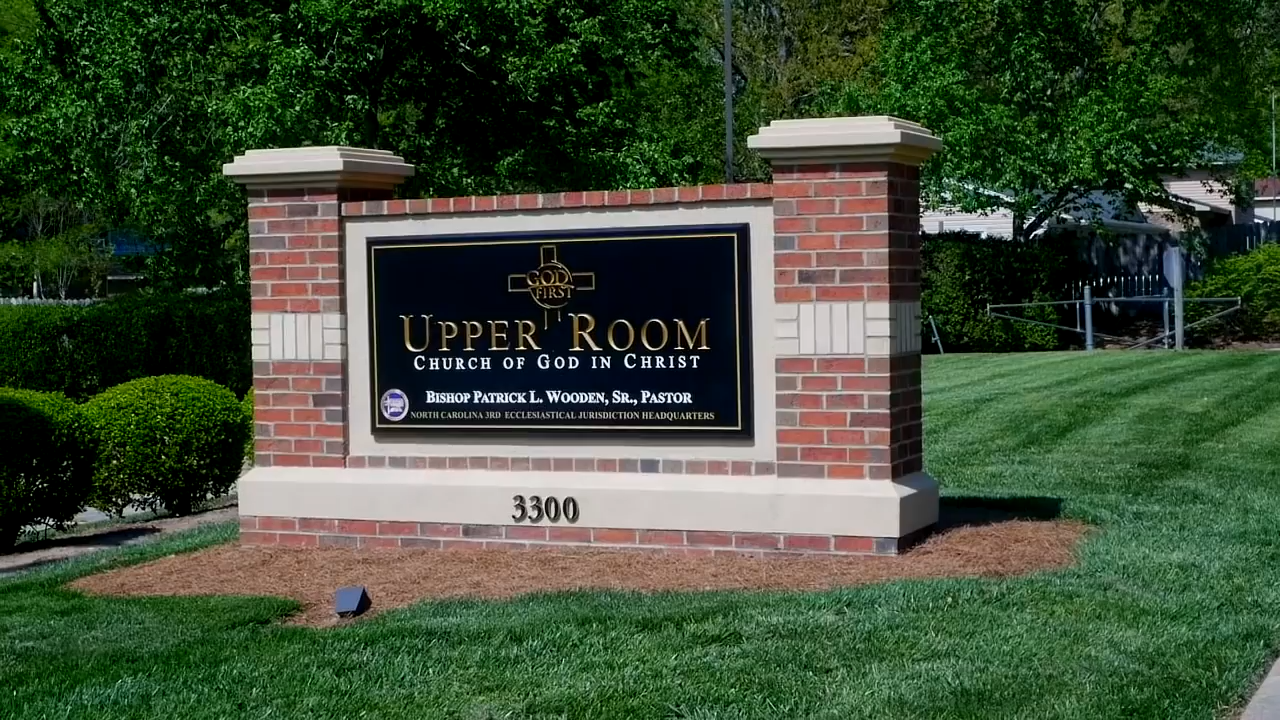 GOD
FIRST
UPPER ROOM
CHURCH OF GOD IN CHRIST
BISHOP PATRICK L. WOODEN, SR., PASTOR
NORTH CAROLINA 3RD ECCLESIASTICAL JURISDICTION HEADQUARTERS
3300